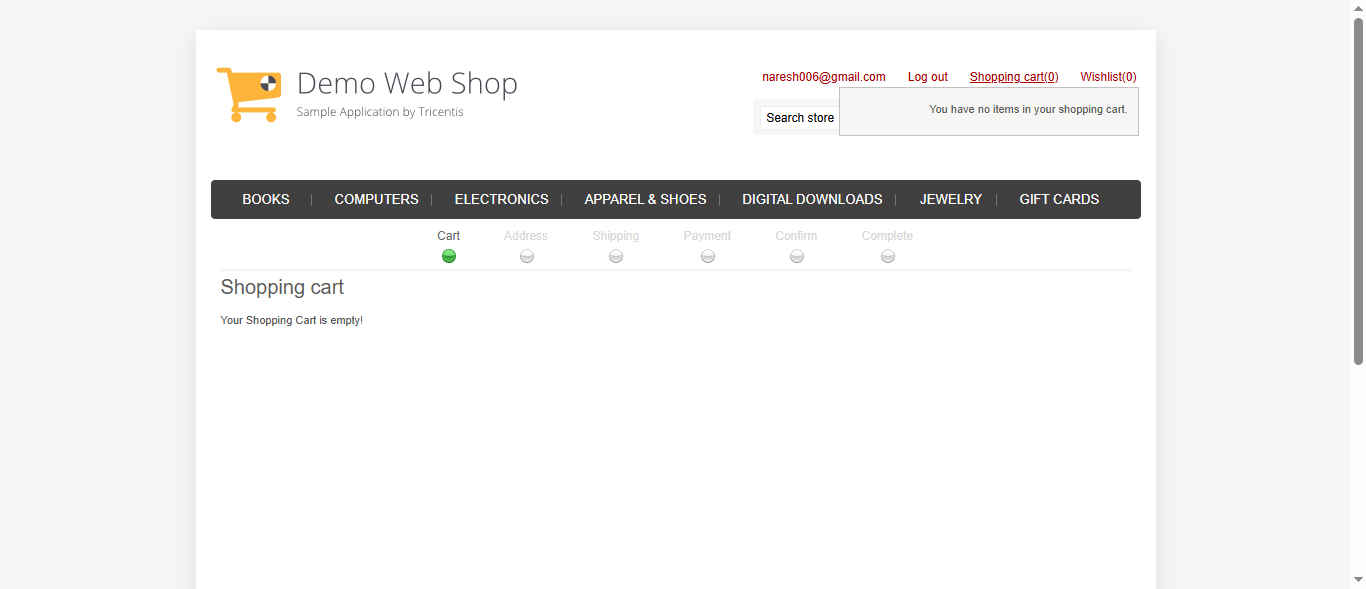 Demo Web Shop
Sample Application by Tricentis
naresh006@gmail.com Log out Shopping cart(0) Wishlist(0)
You have no items in your shopping cart.
Search store
BOOKS COMPUTERS ELECTRONICS APPAREL & SHOES DIGITAL DOWNLOADS JEWELRY GIFT CARDS
Cart Address Shipping Payment Confirm Complete
Shopping cart
Your Shopping Cart is empty!